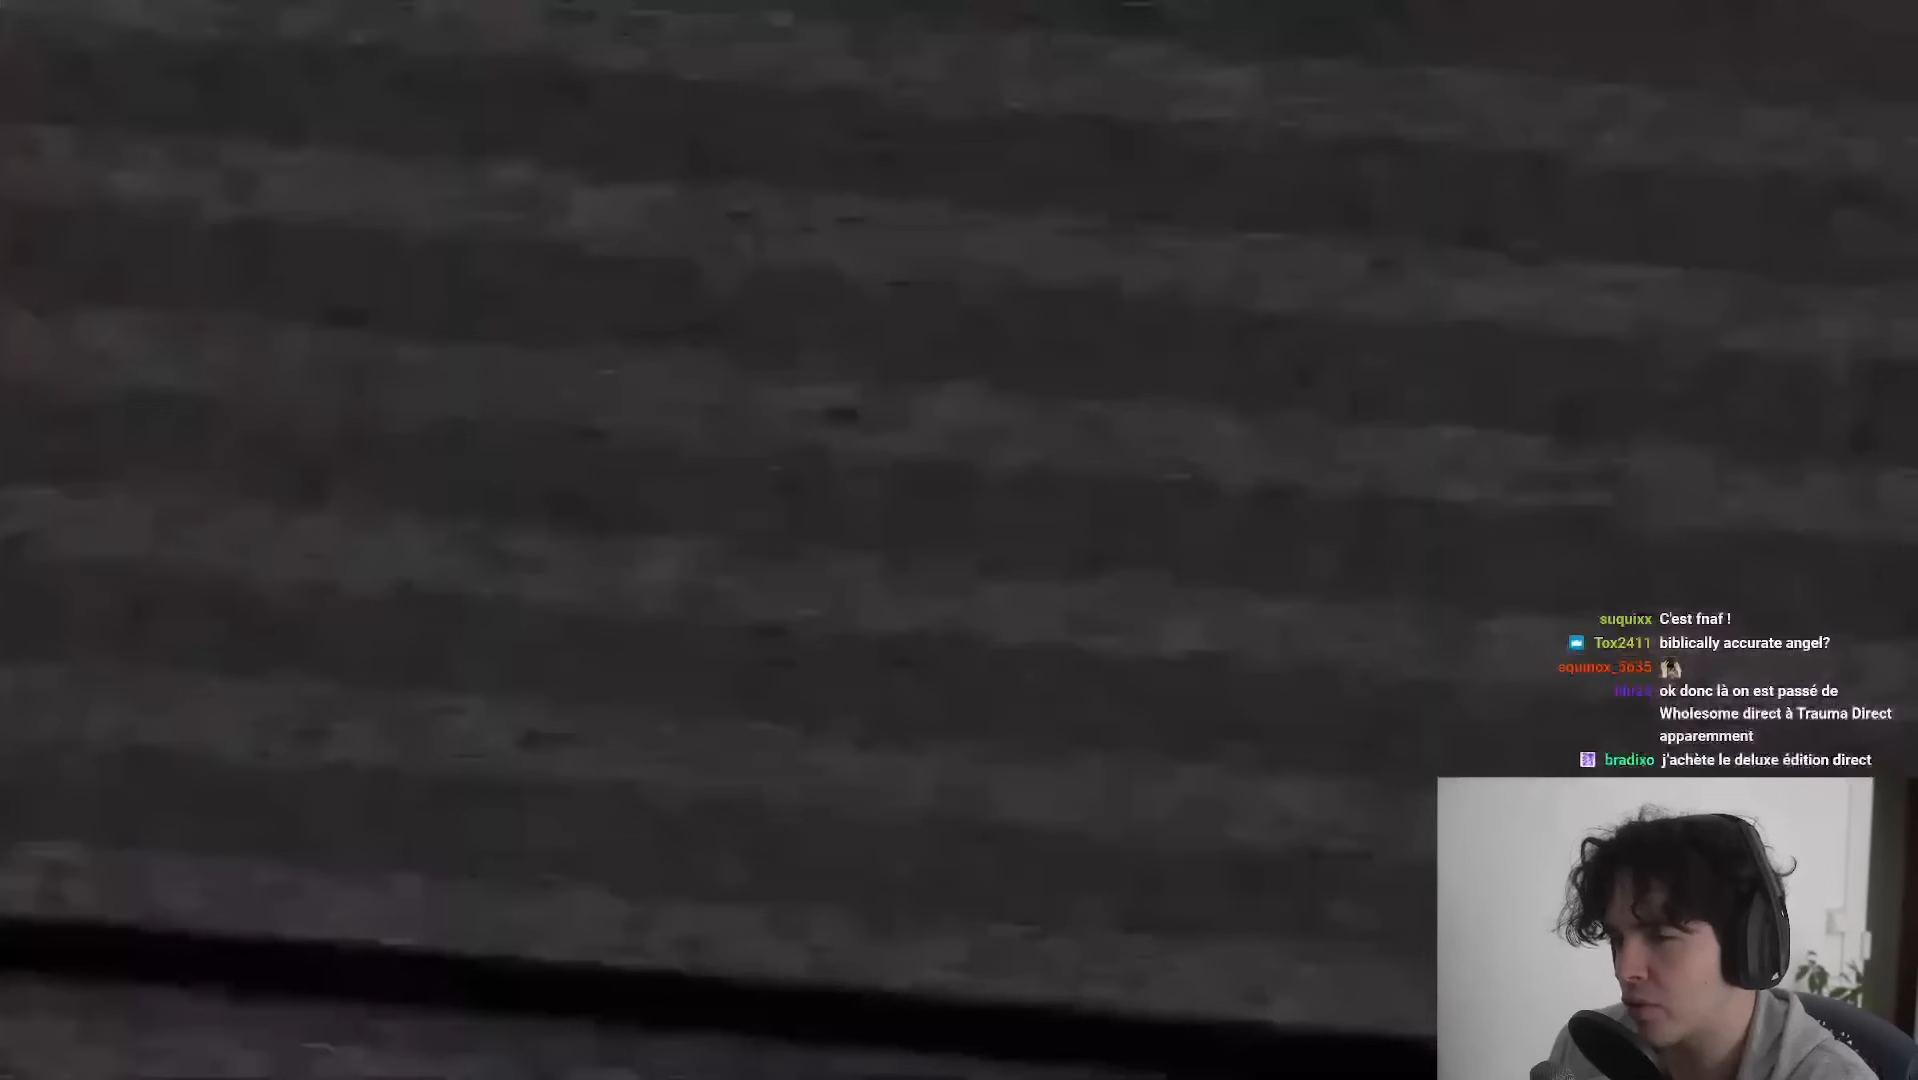 suquixx C'est fnaf !
Tox2411 biblically accurate angel?
equinox_5635
ok donc là on est passé de
Wholesome direct à Trauma Direct
apparemment
bradixo j'achète le deluxe édition direct